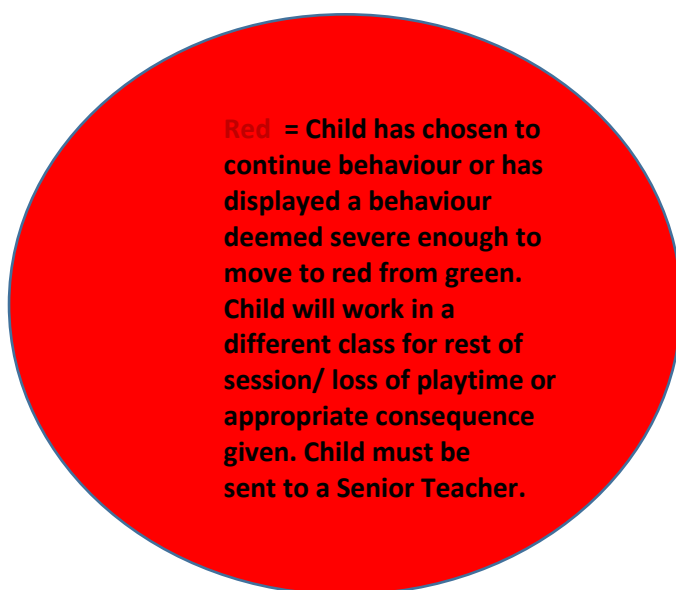 Red = Child has chosen to
continue behaviour or has
displayed a behaviour
deemed severe enough to
move to red from green.
Child will work in a
different class for rest of
session/ loss of playtime or
appropriate consequence
given. Child must be
sent to a Senior Teacher.